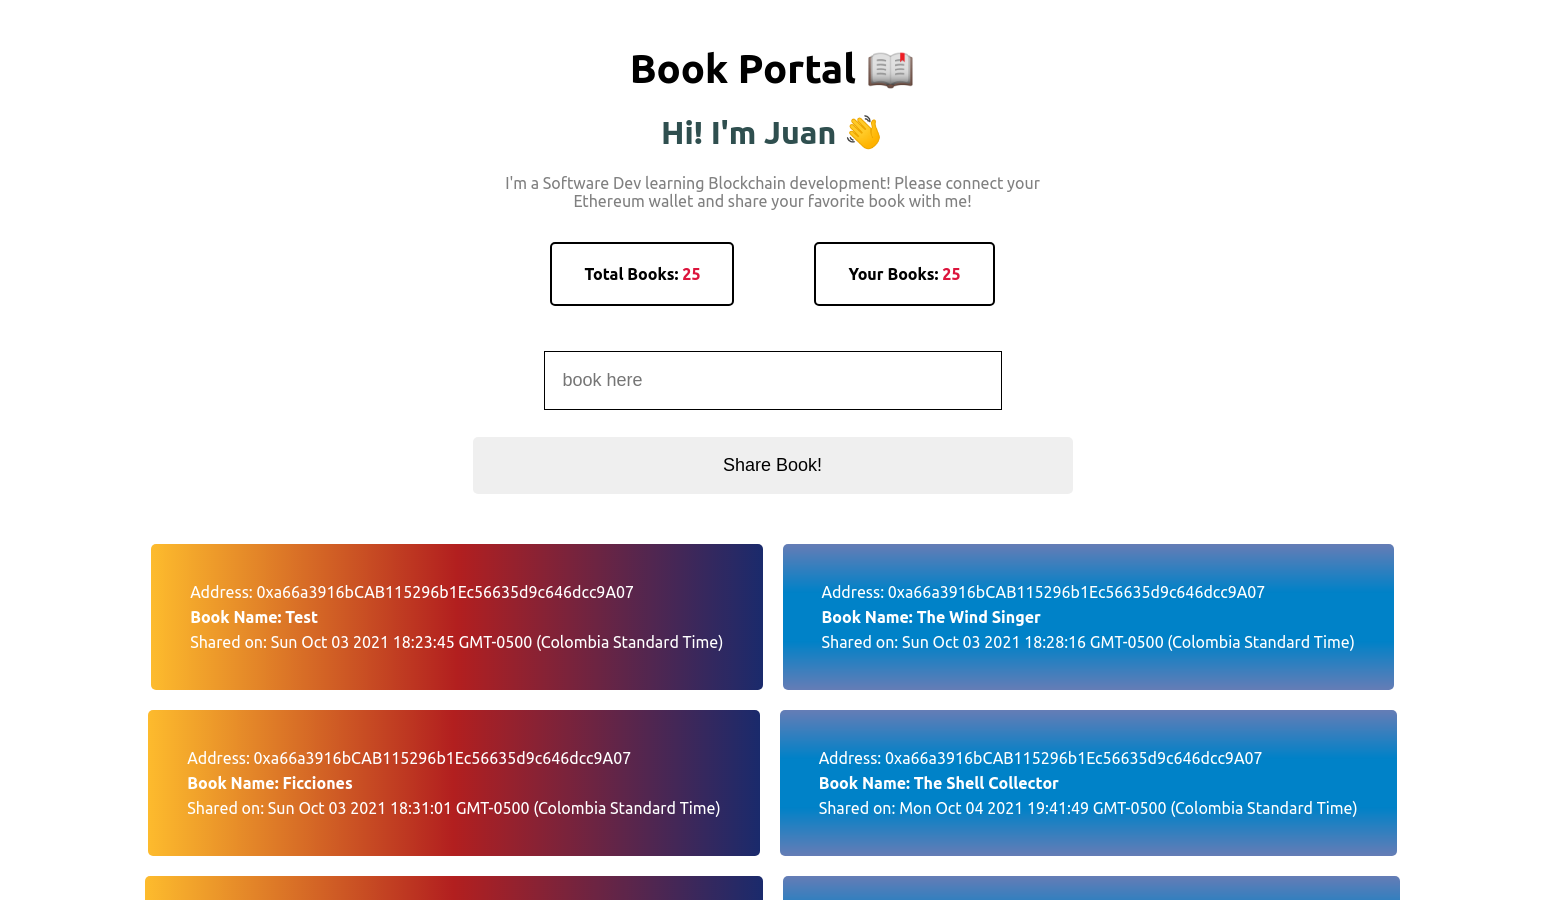 Book Portal 📖
Hi! I'm Juan 👋
I'm a Software Dev learning Blockchain development! Please connect your
Ethereum wallet and share your favorite book with me!
Total Books: 25
Your Books: 25
book here
Share Book!
Address: 0xa66a3916bCAB115296b1Ec56635d9c646dcc9A07
Book Name: Test
Shared on: Sun Oct 03 2021 18:23:45 GMT-0500 (Colombia Standard Time)
Address: 0xa66a3916bCAB115296b1Ec56635d9c646dcc9A07
Book Name: The Wind Singer
Shared on: Sun Oct 03 2021 18:28:16 GMT-0500 (Colombia Standard Time)
Address: 0xa66a3916bCAB115296b1Ec56635d9c646dcc9A07
Book Name: Ficciones
Shared on: Sun Oct 03 2021 18:31:01 GMT-0500 (Colombia Standard Time)
Address: 0xa66a3916bCAB115296b1Ec56635d9c646dcc9A07
Book Name: The Shell Collector
Shared on: Mon Oct 04 2021 19:41:49 GMT-0500 (Colombia Standard Time)